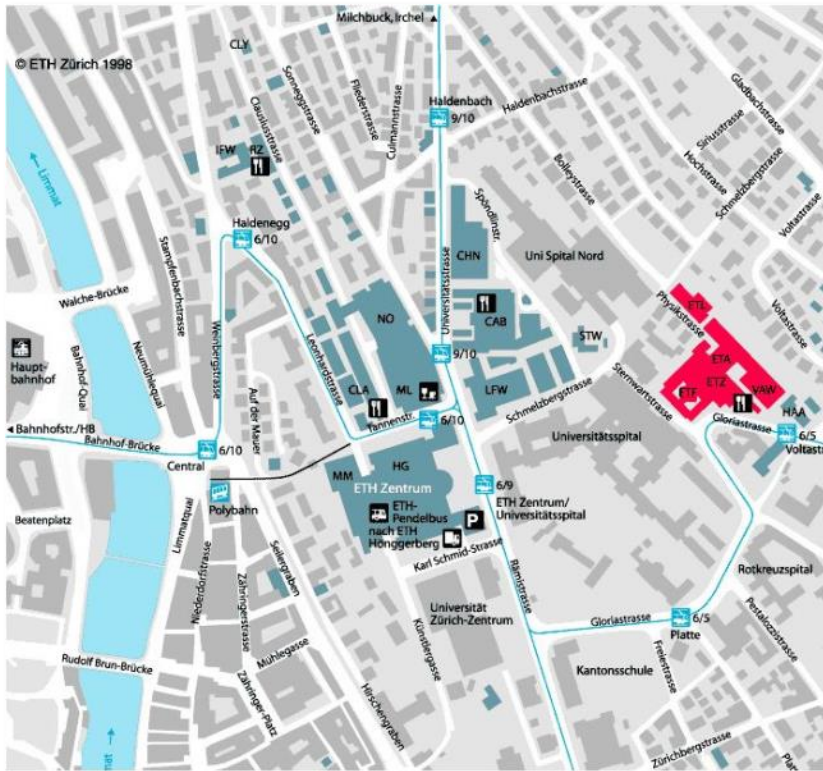 Milchbuck, Irchel ▲
© ETH Zürich 1998
CLY
Sonneggstrasse
Fliederstrasse
Culmannstrasse
Clausiusstrasse
Haldenbach
9/10
Haldenbachstrasse
Gladbachstrasse
Siriusstrasse
Hochstrasse
Schmelzbergstrasse
Voltastrasse
Bolleystrasse
IFW
RZ
Limmat
Stampfenbachstrasse
Haldenegg
6/10
Spöndlinstr.
CHN
Uni Spital Nord
Universitätsstrasse
Walche-Brücke
Neumühlequai
Bahnhof-Quai
Haupt-
bahnhof
Weinbergstrasse
Leonhardstrasse
Auf der Mauer
NO
CAB
STW
9/10
CLA
ML
LFW
Physikstrasse
ETL
ETA
ETZ
ETF
VAW
Voltastrasse
HAA
Sternwartstrasse
Schmelzbergstrasse
Gloriastrasse
6/5
◀ Bahnhofstr./HB
Bahnhof-Brücke
6/10
Central
Tannenstr.
6/10
Universitätsspital
MM
HG
ETH Zentrum
6/9
ETH Zentrum/
Universitätsspital
Polybahn
ETH-
Pendelbus
nach ETH
Hönggerberg
P
Karl Schmid-Strasse
Beatenplatz
Limmatquai
Niederdorfstrasse
Zähringerstrasse
Seilergraben
Mühlegasse
Künstlergasse
Universität
Zürich-Zentrum
Rämistrasse
Gloriastrasse
6/5
Platte
Rotkreuzspital
Pestalozzistrasse
Freiestrasse
Kantonsschule
Rudolf Brun-Brücke
Zähringer-Platz
Hirschengraben
Zürichbergstrasse